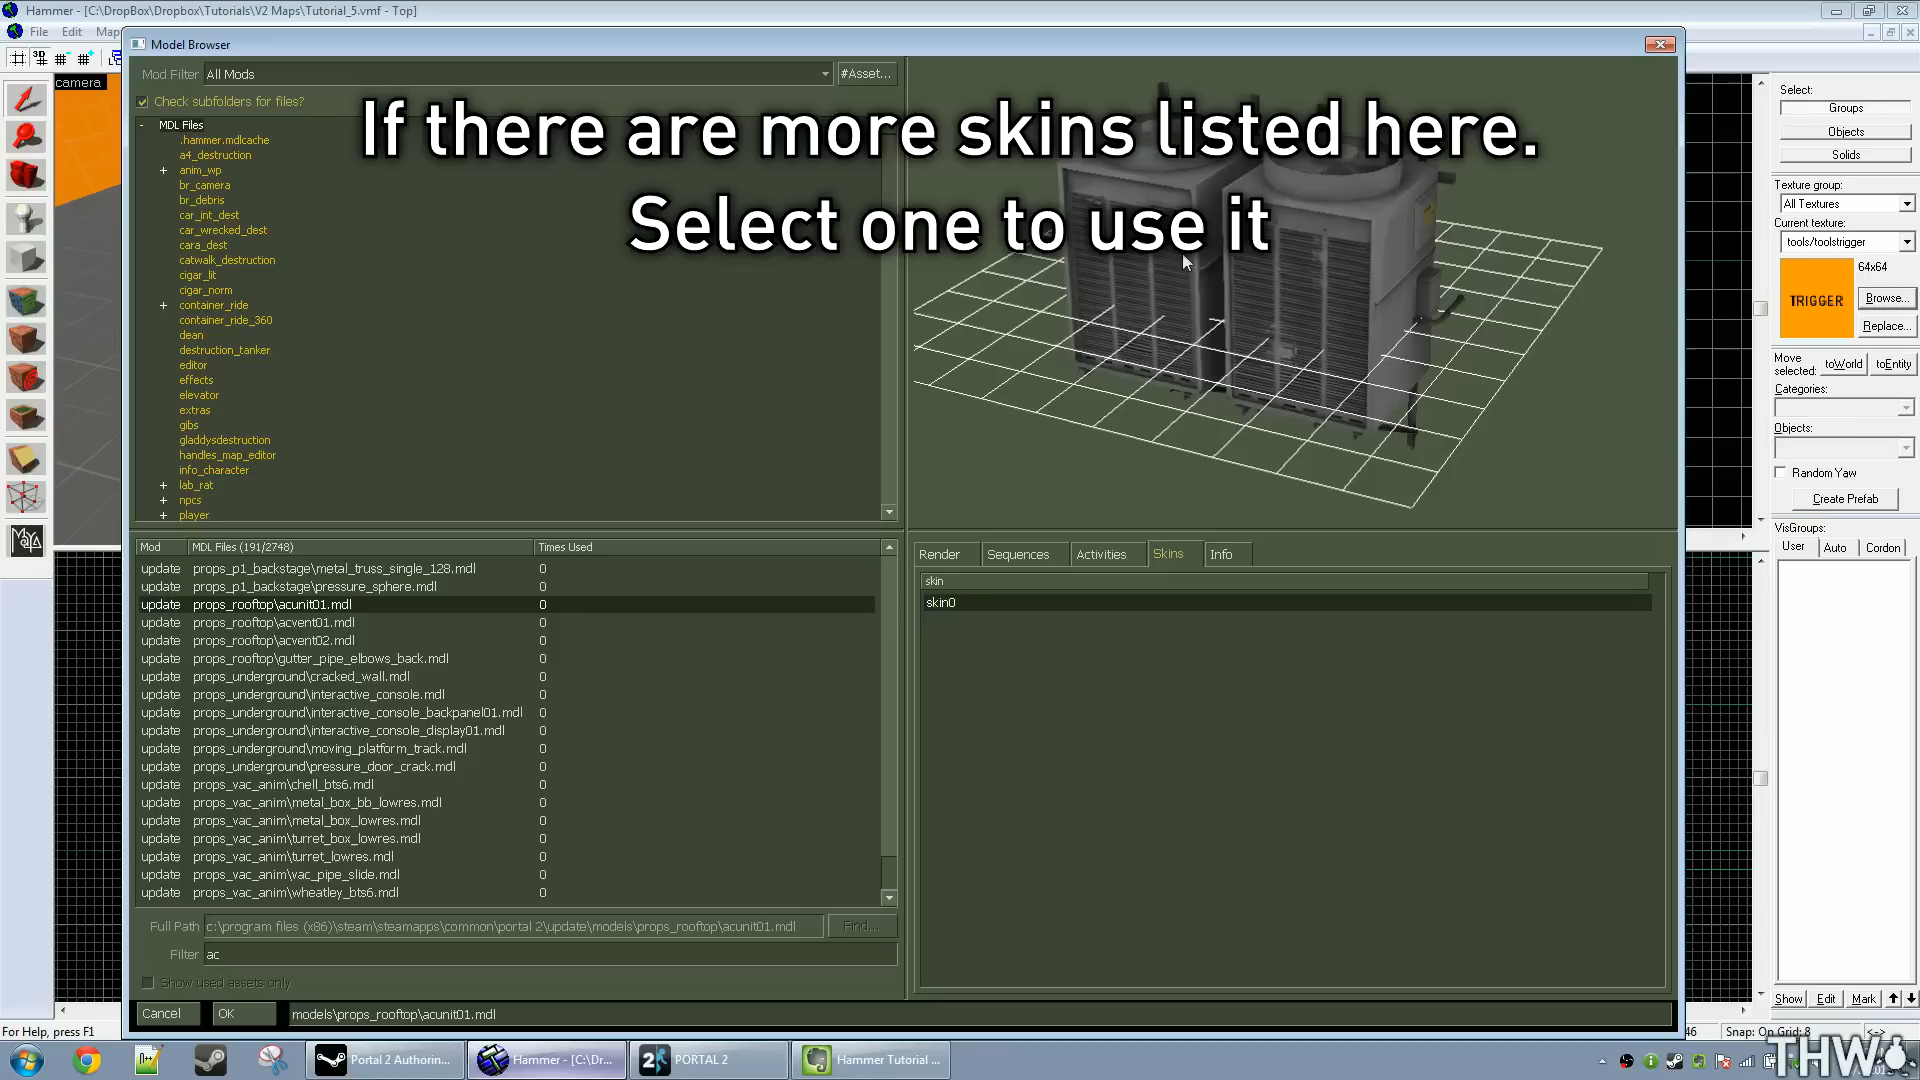 Hammer - [C:\DropBox\Dropbox\Tutorials\V2 Maps\Tutorial_5.vmf - Top]
File Edit Map
Model Browser
camera
Mod Filter All Mods #Asset...
Check subfolders for files?
If there are more skins listed here.
Select one to use it
MDL Files
.hammer.mdlcache
a4_destruction
anim_wp
br_camera
br_debris
car_int_dest
car_wrecked_dest
cara_dest
catwalk_destruction
cigar_lit
cigar_norm
container_ride
container_ride_360
dean
destruction_tanker
editor
effects
elevator
extras
gibs
gladdysdestruction
handles_map_editor
info_character
lab_rat
npcs
player
Mod MDL Files (191/2748) Times Used
update props_p1_backstage\metal_truss_single_128.mdl 0
update props_p1_backstage\pressure_sphere.mdl 0
update props_rooftop\acunit01.mdl 0
update props_rooftop\acvent01.mdl 0
update props_rooftop\acvent02.mdl 0
update props_rooftop\gutter_pipe_elbows_back.mdl 0
update props_underground\cracked_wall.mdl 0
update props_underground\interactive_console.mdl 0
update props_underground\interactive_console_backpanel01.mdl 0
update props_underground\interactive_console_display01.mdl 0
update props_underground\moving_platform_track.mdl 0
update props_underground\pressure_door_crack.mdl 0
update props_vac_anim\chell_bts6.mdl 0
update props_vac_anim\metal_box_bb_lowres.mdl 0
update props_vac_anim\metal_box_lowres.mdl 0
update props_vac_anim\turret_box_lowres.mdl 0
update props_vac_anim\turret_lowres.mdl 0
update props_vac_anim\vac_pipe_slide.mdl 0
update props_vac_anim\wheatley_bts6.mdl 0
Full Path c:\program files (x86)\steam\steamapps\common\portal 2\update\models\props_rooftop\acunit01.mdl Find...
Filter ac
Show used assets only
Cancel OK models\props_rooftop\acunit01.mdl
Render Sequences Activities Skins Info
skin
skin0
Select:
Groups
Objects
Solids
Texture group:
All Textures
Current texture:
tools/toolstrigger
64x64
TRIGGER
Browse...
Replace...
Move selected: toWorld toEntity
Categories:
Objects:
Random Yaw
Create Prefab
VisGroups:
User Auto Cordon
Show Edit Mark
MAYA
For Help, press F1
46 Snap: On Grid: 8 <->
Portal 2 Authorin... Hammer - [C:\Dr... PORTAL 2 Hammer Tutorial ...
THW